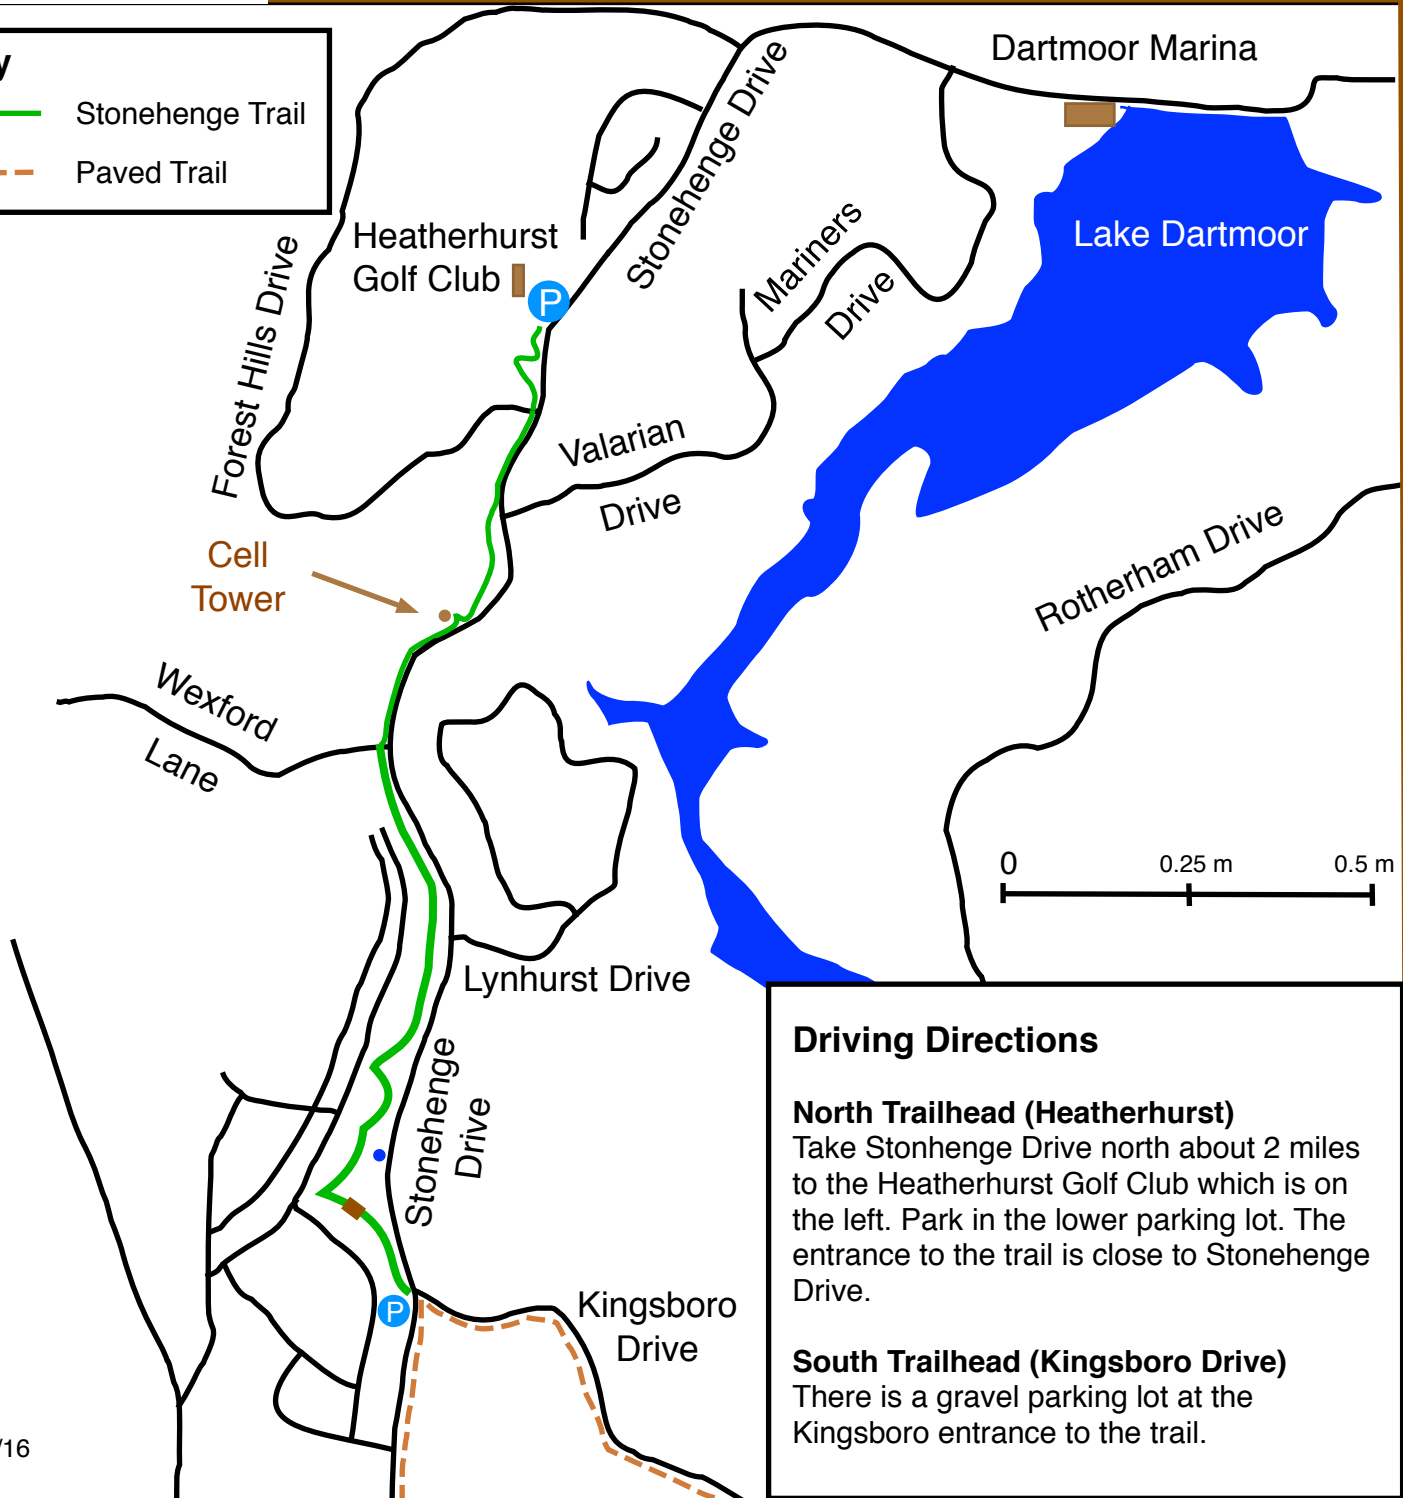 Dartmoor Marina
y
Stonehenge Trail
Paved Trail
Stonehenge Drive
Heatherhurst
Golf Club
P
Mariners
Drive
Lake Dartmoor
Forest Hills Drive
Valarian
Drive
Cell
Tower
Rotherham Drive
Wexford
Lane
0 0.25 m 0.5 m
Lynhurst Drive
Stonehenge
Drive
P
Kingsboro
Drive
Driving Directions
North Trailhead (Heatherhurst)
Take Stonhenge Drive north about 2 miles
to the Heatherhurst Golf Club which is on
the left. Park in the lower parking lot. The
entrance to the trail is close to Stonehenge
Drive.
South Trailhead (Kingsboro Drive)
There is a gravel parking lot at the
Kingsboro entrance to the trail.
/16